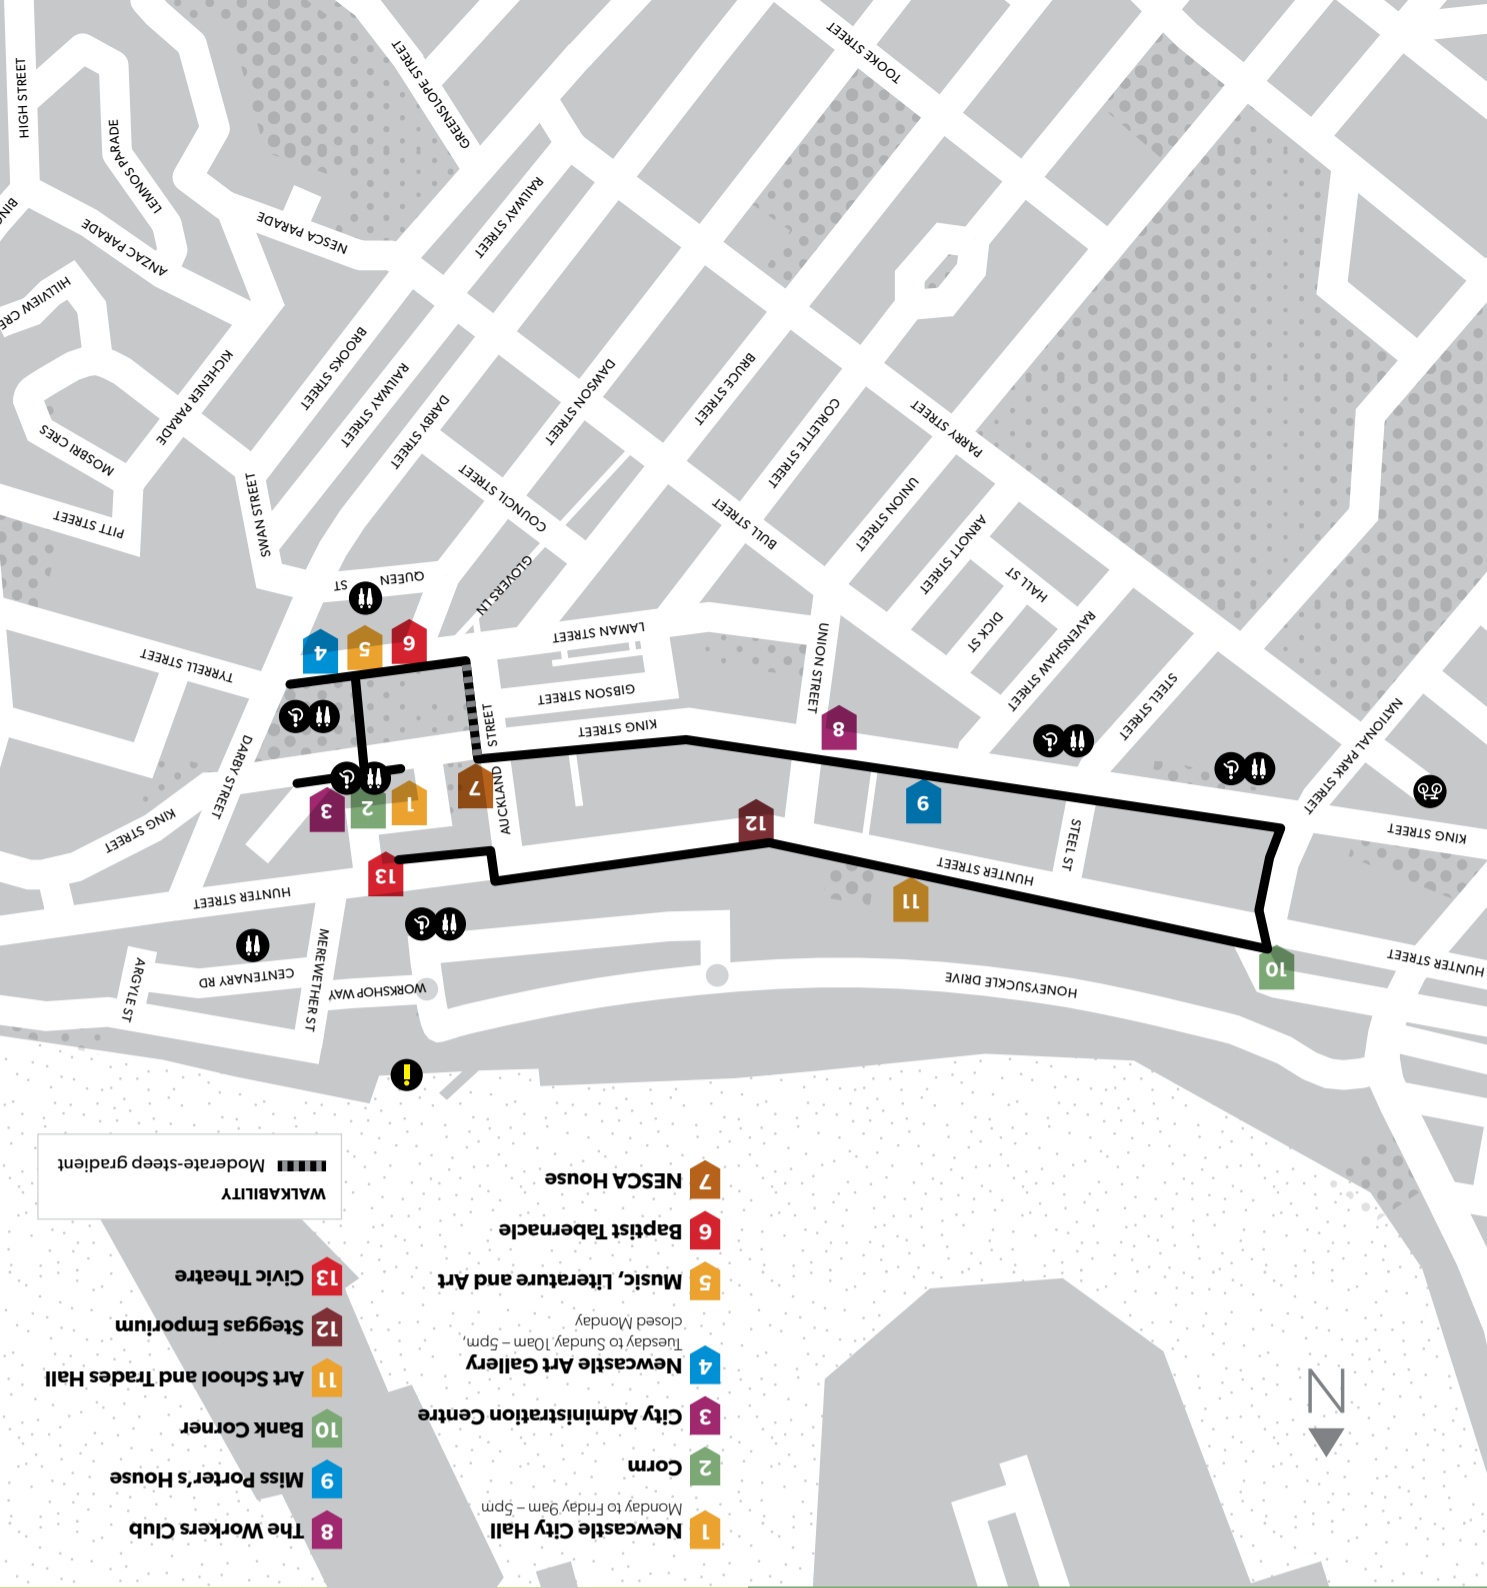 1 Newcastle City Hall
Monday to Friday 9am – 5pm
2 Corm
3 City Administration Centre
4 Newcastle Art Gallery
Tuesday to Sunday 10am – 5pm,
closed Monday
5 Music, Literature and Art
6 Baptist Tabernacle
7 NESCA House
8 The Workers Club
9 Miss Porter's House
10 Bank Corner
11 Art School and Trades Hall
12 Steggas Emporium
13 Civic Theatre
WALKABILITY
Moderate-steep gradient
N
!
HONEYSUCKLE DRIVE
WORKSHOP WAY
MEREWETHER ST
CENTENARY RD
ARGYLE ST
HUNTER STREET
10
11
HUNTER STREET
13
HUNTER STREET
KING STREET
STEEL ST
9
12
AUCKLAND
STREET
7
1
2
3
KING STREET
DARBY STREET
NATIONAL PARK STREET
STEEL STREET
8
KING STREET
GIBSON STREET
LAMAN STREET
UNION STREET
RAVENSHAW STREET
DICK ST
HALL ST
ARNOTT STREET
6
5
4
TYRRELL STREET
QUEEN ST
GLOVERS LN
UNION STREET
BULL STREET
COUNCIL STREET
SWAN STREET
PITT STREET
PARRY STREET
CORLETTE STREET
BRUCE STREET
DAWSON STREET
DARBY STREET
RAILWAY STREET
BROOKS STREET
KICHENER PARADE
MOSBRI CRES
HILLVIEW CRE
RAILWAY STREET
NESCA PARADE
ANZAC PARADE
LEMNOS PARADE
HIGH STREET
GREENSLOPE STREET
TOOKE STREET